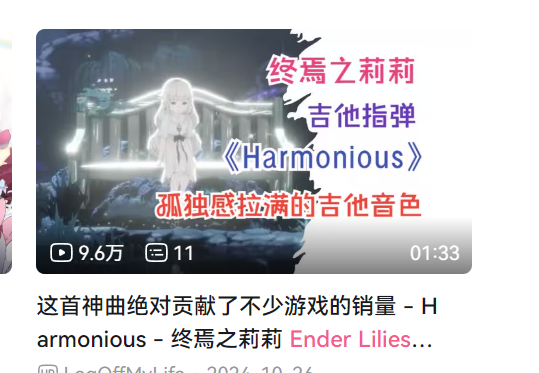 终焉之莉莉
吉他指弹
《Harmonious》
孤独感拉满的吉他音色
9.6万 11 01:33
这首神曲绝对贡献了不少游戏的销量 - H
armonious - 终焉之莉莉 Ender Lilies...